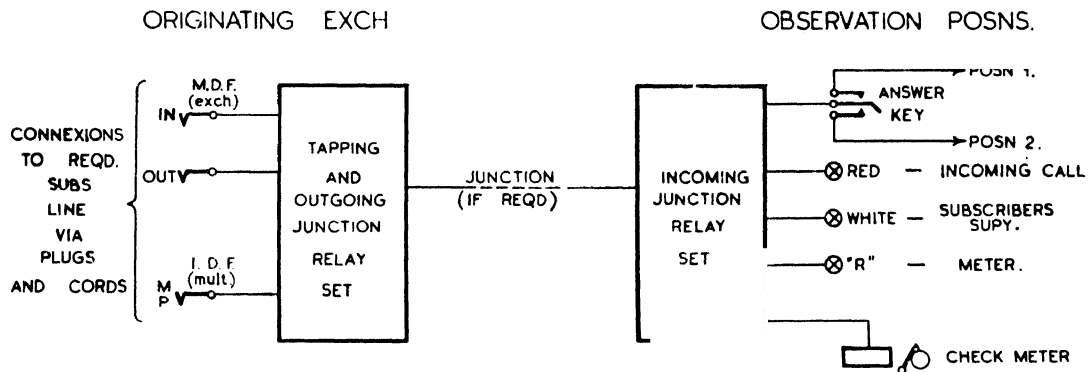 ORIGINATING EXCH
OBSERVATION POSNS.
CONNEXIONS
TO REQD.
SUBS
LINE
VIA
PLUGS
AND CORDS
M.D.F.
(exch)
IN
OUT
I.D.F.
(mult)
M
P
TAPPING
AND
OUTGOING
JUNCTION
RELAY
SET
JUNCTION
(IF REQD)
INCOMING
JUNCTION
RELAY
SET
POSN 1.
ANSWER
KEY
POSN 2.
RED — INCOMING CALL
WHITE — SUBSCRIBERS
SUPY.
"R" — METER.
CHECK METER